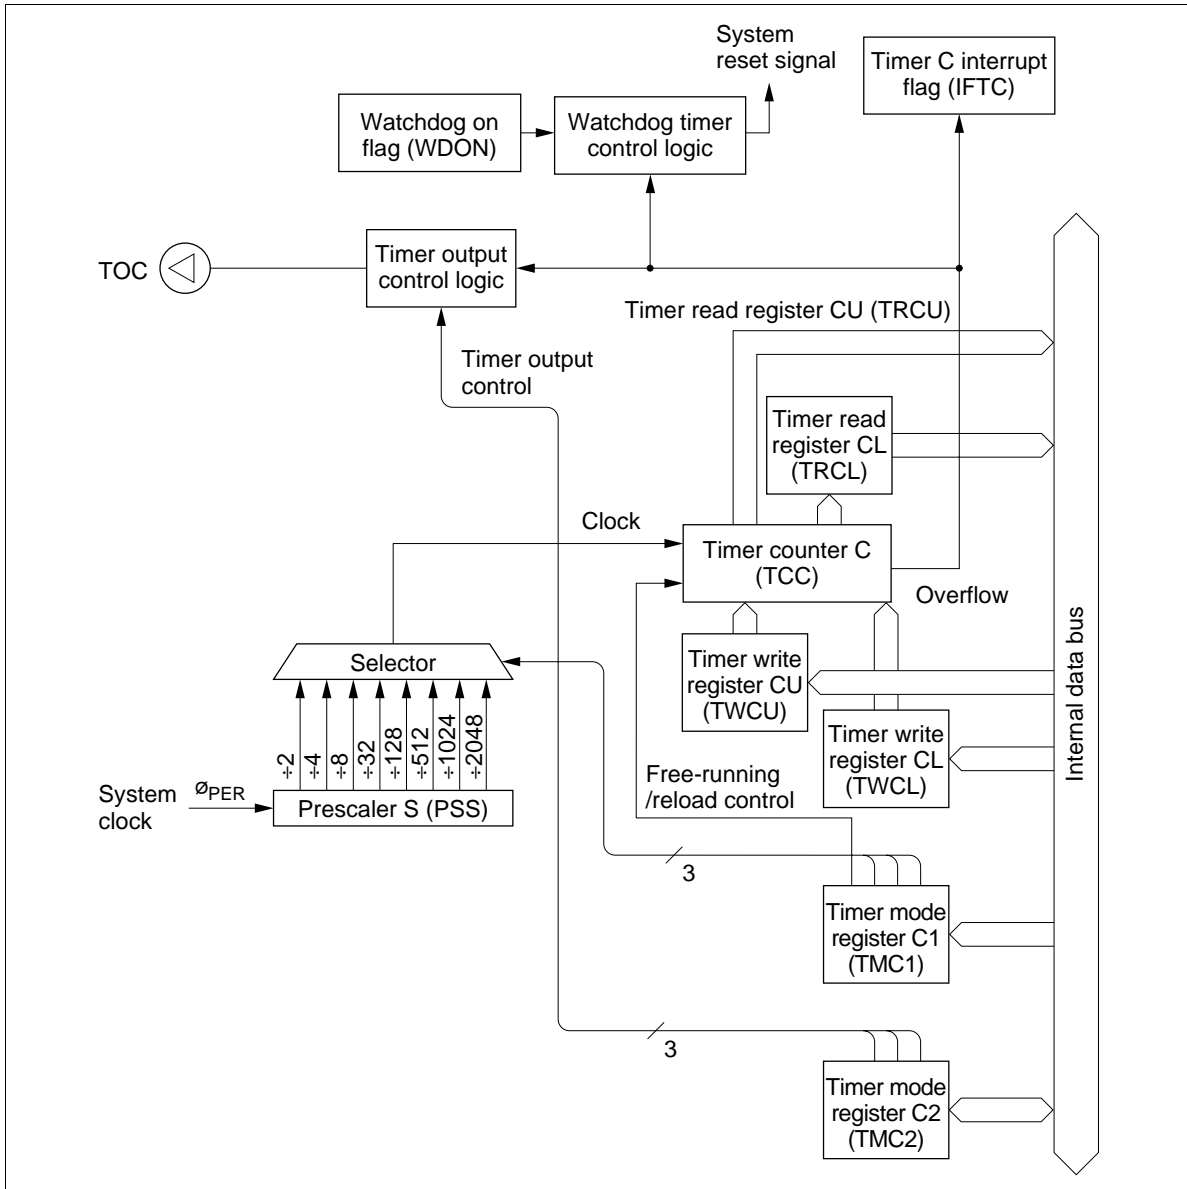 System
reset signal
Timer C interrupt
flag (IFTC)
Watchdog on
flag (WDON)
Watchdog timer
control logic
TOC
Timer output
control logic
Timer read register CU (TRCU)
Timer output
control
Timer read
register CL
(TRCL)
Clock
Timer counter C
(TCC)
Overflow
Selector
Timer write
register CU
(TWCU)
Timer write
register CL
(TWCL)
Internal data bus
÷2
÷4
÷8
÷32
÷128
÷512
÷1024
÷2048
System
clock
øPER
Prescaler S (PSS)
Free-running
/reload control
3
Timer mode
register C1
(TMC1)
3
Timer mode
register C2
(TMC2)